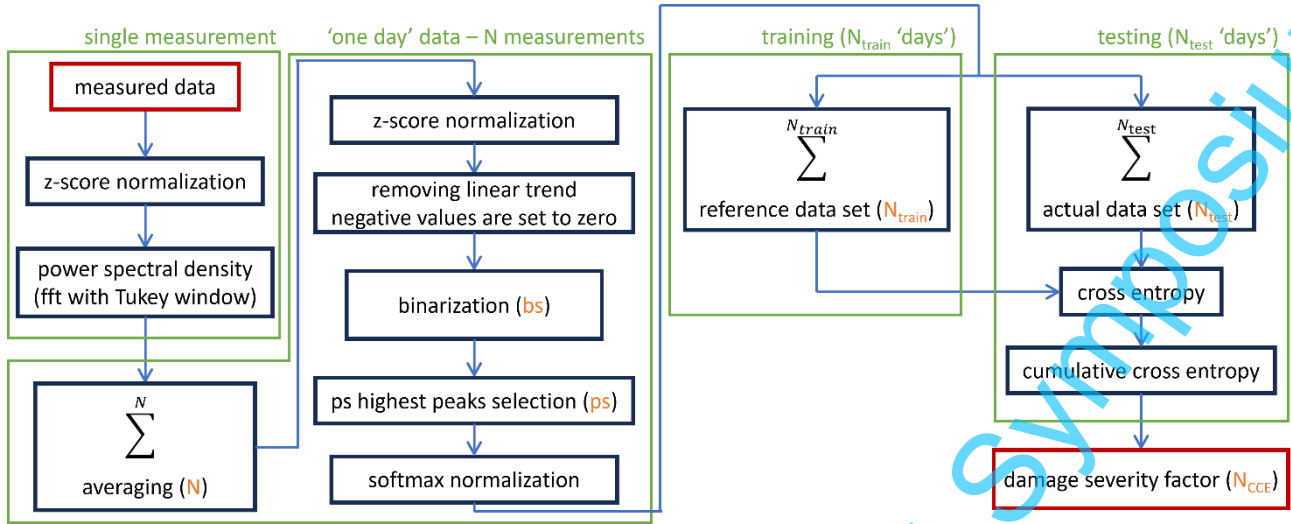 single measurement
measured data
z-score normalization
power spectral density
(fft with Tukey window)
'one day' data – N measurements
N
∑
averaging (N)
z-score normalization
removing linear trend
negative values are set to zero
binarization (bs)
ps highest peaks selection (ps)
softmax normalization
training (Ntrain 'days')
Ntrain
∑
reference data set (Ntrain)
testing (Ntest 'days')
Ntest
∑
actual data set (Ntest)
cross entropy
cumulative cross entropy
damage severity factor (NCCE)